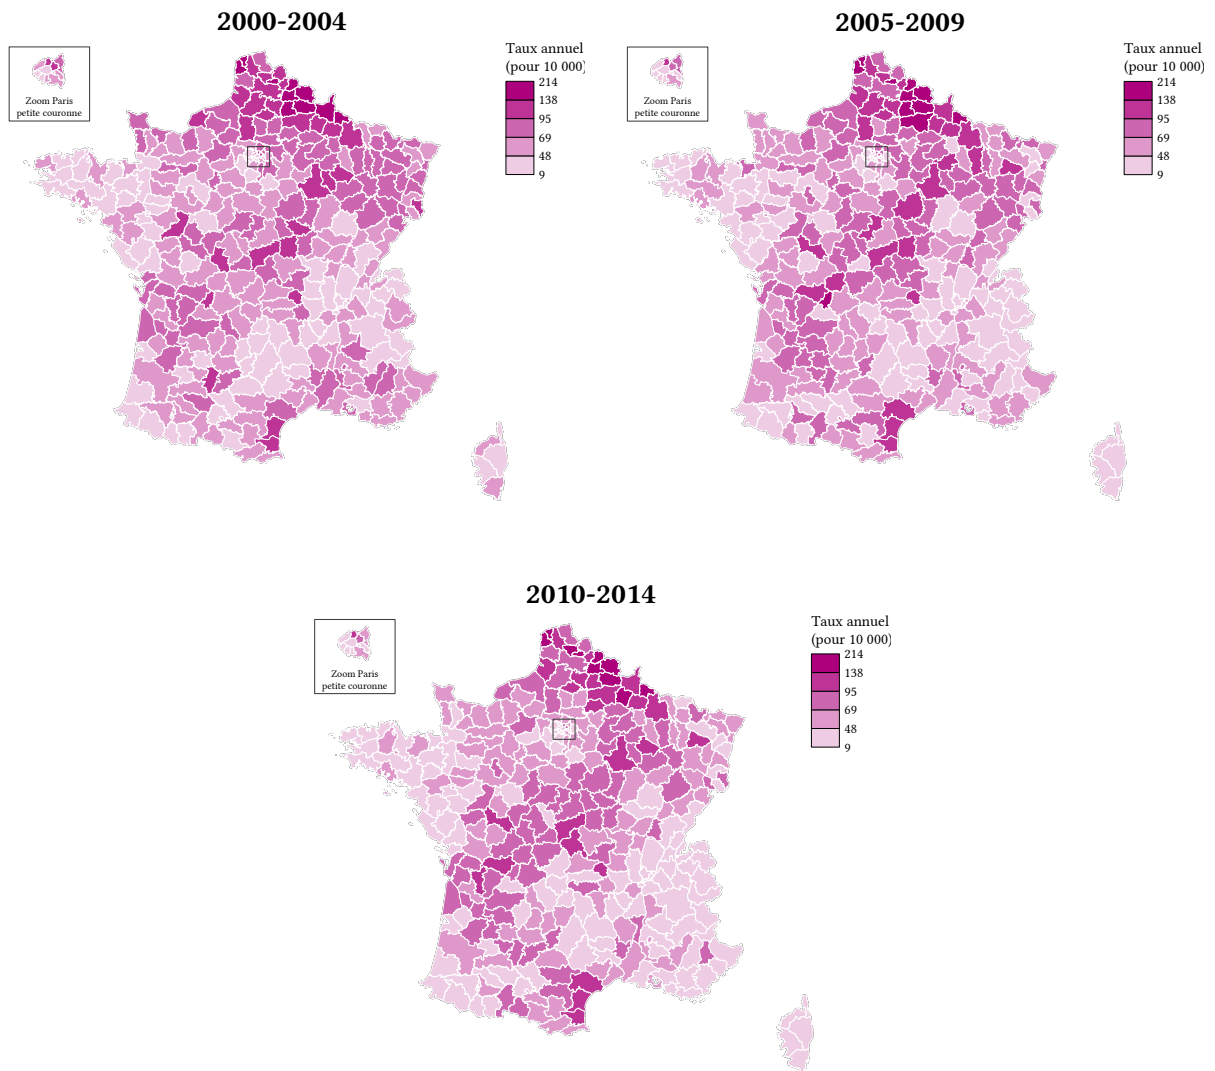 2000-2004
Zoom Paris
petite couronne
Taux annuel
(pour 10 000)
214
138
95
69
48
9
2005-2009
Zoom Paris
petite couronne
Taux annuel
(pour 10 000)
214
138
95
69
48
9
2010-2014
Zoom Paris
petite couronne
Taux annuel
(pour 10 000)
214
138
95
69
48
9